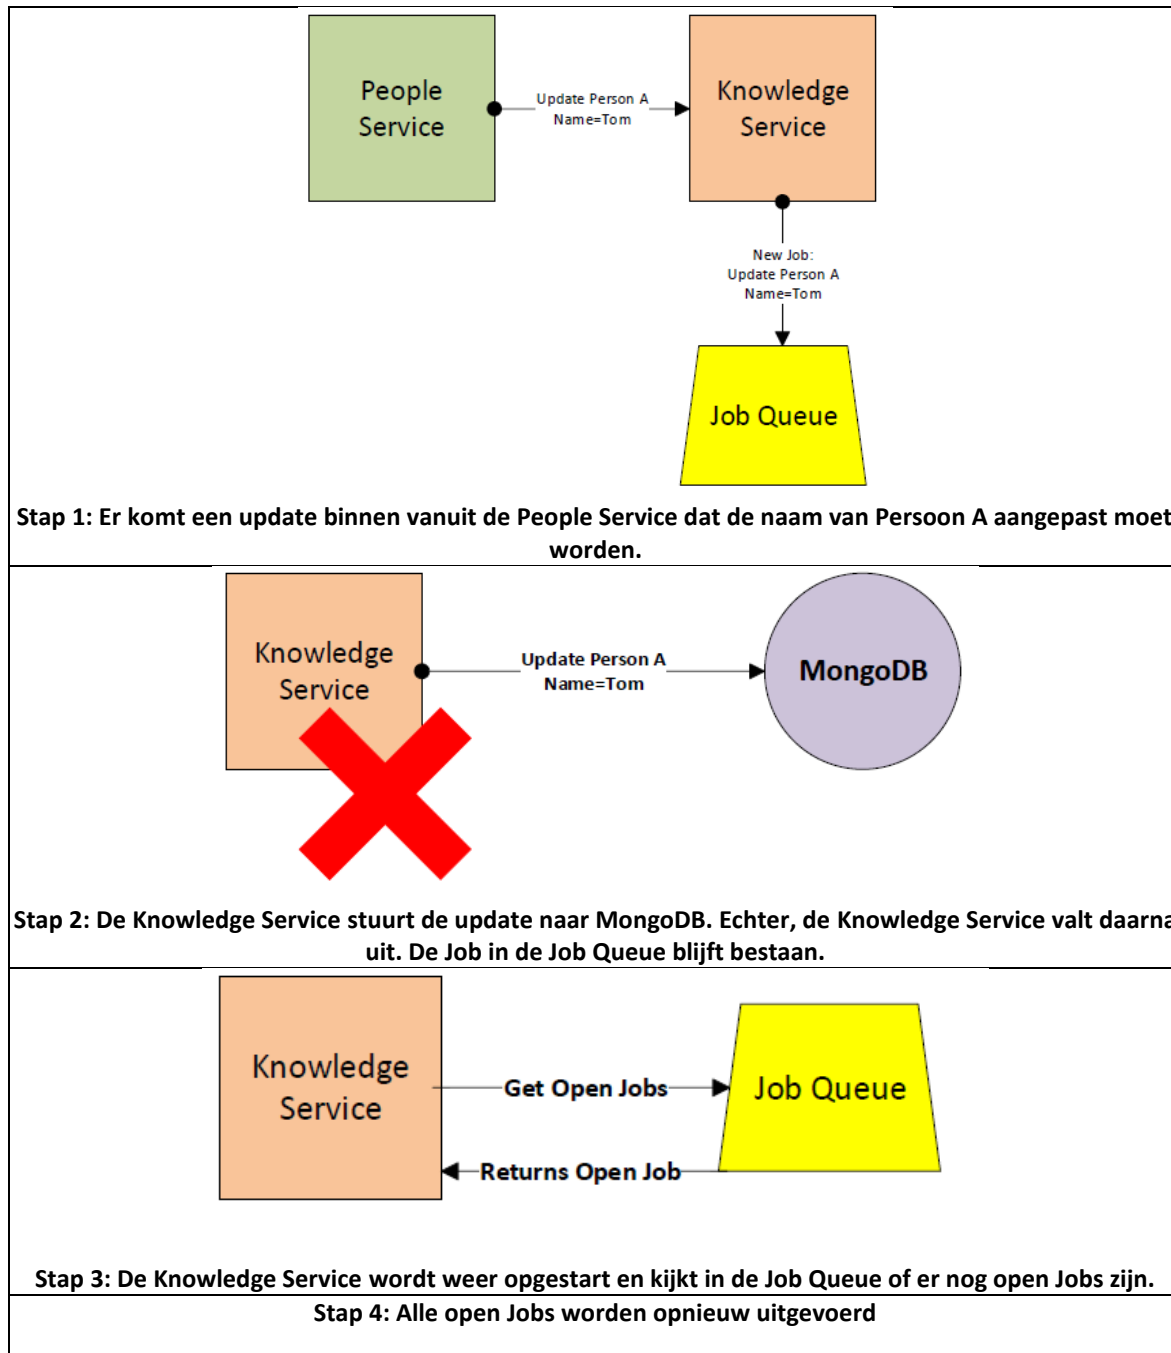 People
Service
Update Person A
Name=Tom
Knowledge
Service
New Job:
Update Person A
Name=Tom
Job Queue
Stap 1: Er komt een update binnen vanuit de People Service dat de naam van Persoon A aangepast moet
worden.
Knowledge
Service
Update Person A
Name=Tom
MongoDB
Stap 2: De Knowledge Service stuurt de update naar MongoDB. Echter, de Knowledge Service valt daarna
uit. De Job in de Job Queue blijft bestaan.
Knowledge
Service
Get Open Jobs
Job Queue
Returns Open Job
Stap 3: De Knowledge Service wordt weer opgestart en kijkt in de Job Queue of er nog open Jobs zijn.
Stap 4: Alle open Jobs worden opnieuw uitgevoerd